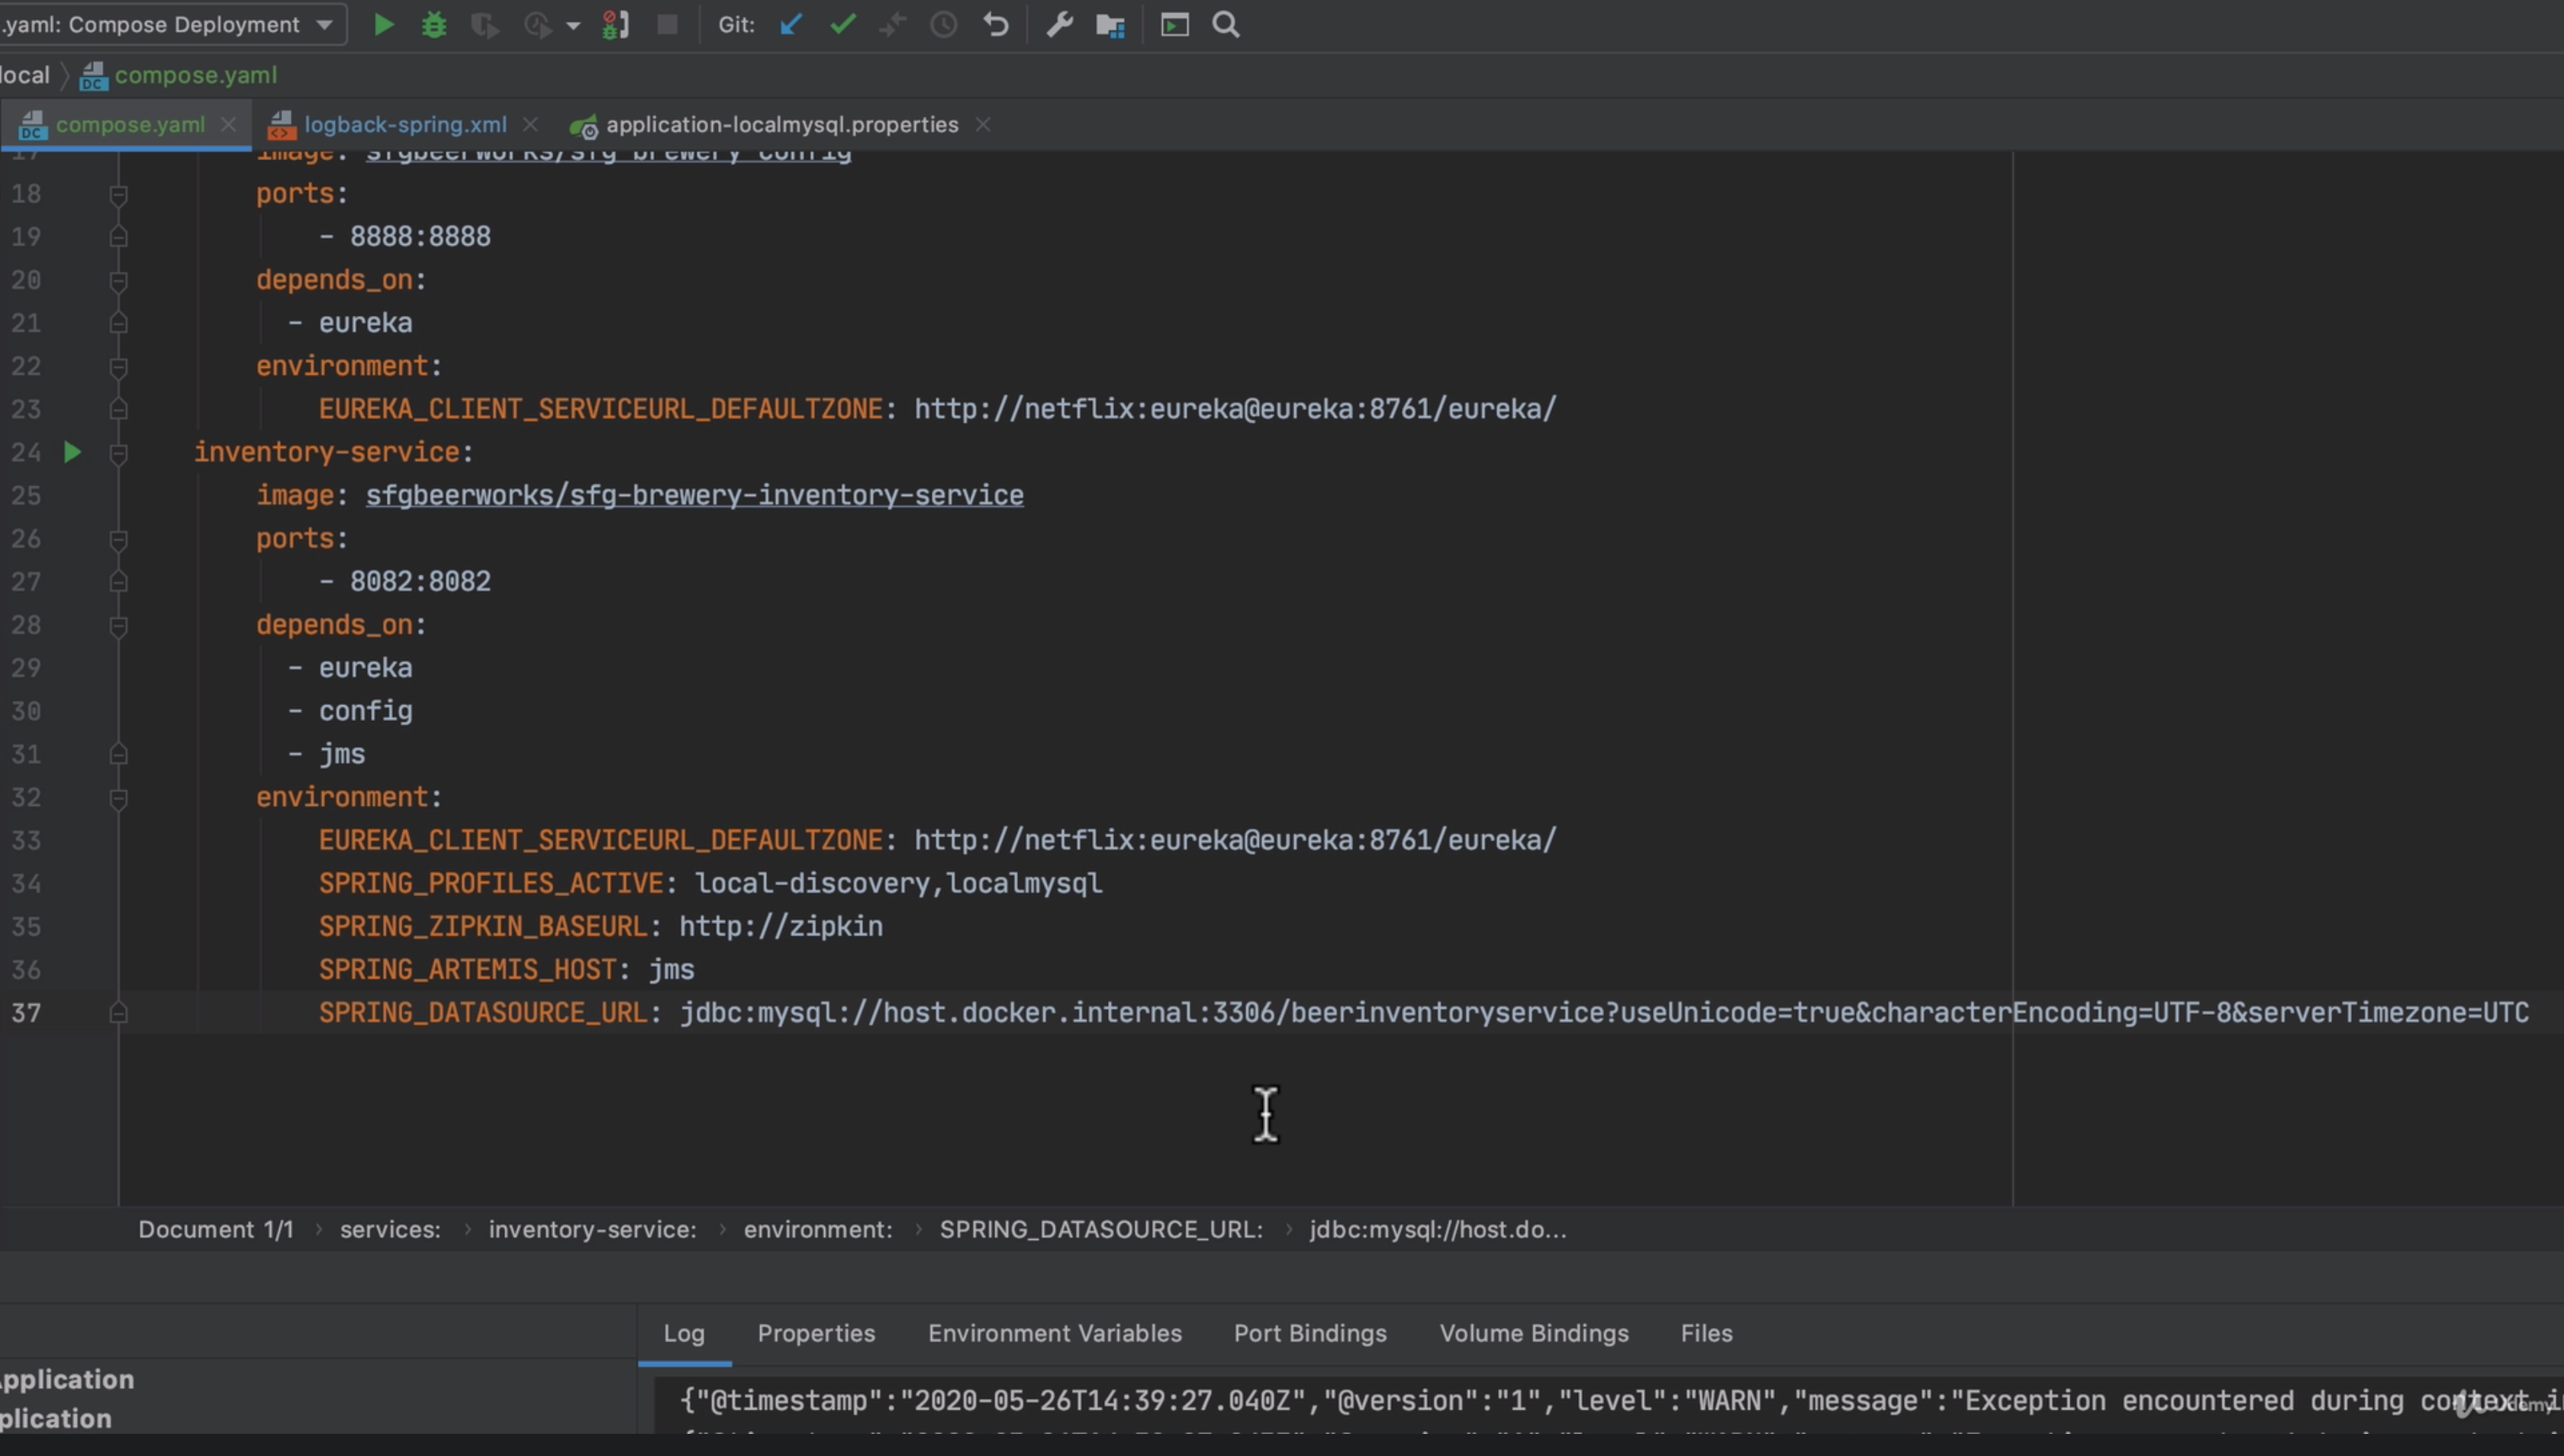 .yaml: Compose Deployment Git:
local compose.yaml
compose.yaml logback-spring.xml application-localmysql.properties
17 image: sfgbeerworks/sfg-brewery-config
18 ports:
19 - 8888:8888
20 depends_on:
21 - eureka
22 environment:
23 EUREKA_CLIENT_SERVICEURL_DEFAULTZONE: http://netflix:eureka@eureka:8761/eureka/
24 inventory-service:
25 image: sfgbeerworks/sfg-brewery-inventory-service
26 ports:
27 - 8082:8082
28 depends_on:
29 - eureka
30 - config
31 - jms
32 environment:
33 EUREKA_CLIENT_SERVICEURL_DEFAULTZONE: http://netflix:eureka@eureka:8761/eureka/
34 SPRING_PROFILES_ACTIVE: local-discovery,localmysql
35 SPRING_ZIPKIN_BASEURL: http://zipkin
36 SPRING_ARTEMIS_HOST: jms
37 SPRING_DATASOURCE_URL: jdbc:mysql://host.docker.internal:3306/beerinventoryservice?useUnicode=true&characterEncoding=UTF-8&serverTimezone=UTC
Document 1/1 services: inventory-service: environment: SPRING_DATASOURCE_URL: jdbc:mysql://host.do...
Log Properties Environment Variables Port Bindings Volume Bindings Files
Application
{"@timestamp":"2020-05-26T14:39:27.040Z","@version":"1","level":"WARN","message":"Exception encountered during context
plication
Udemy